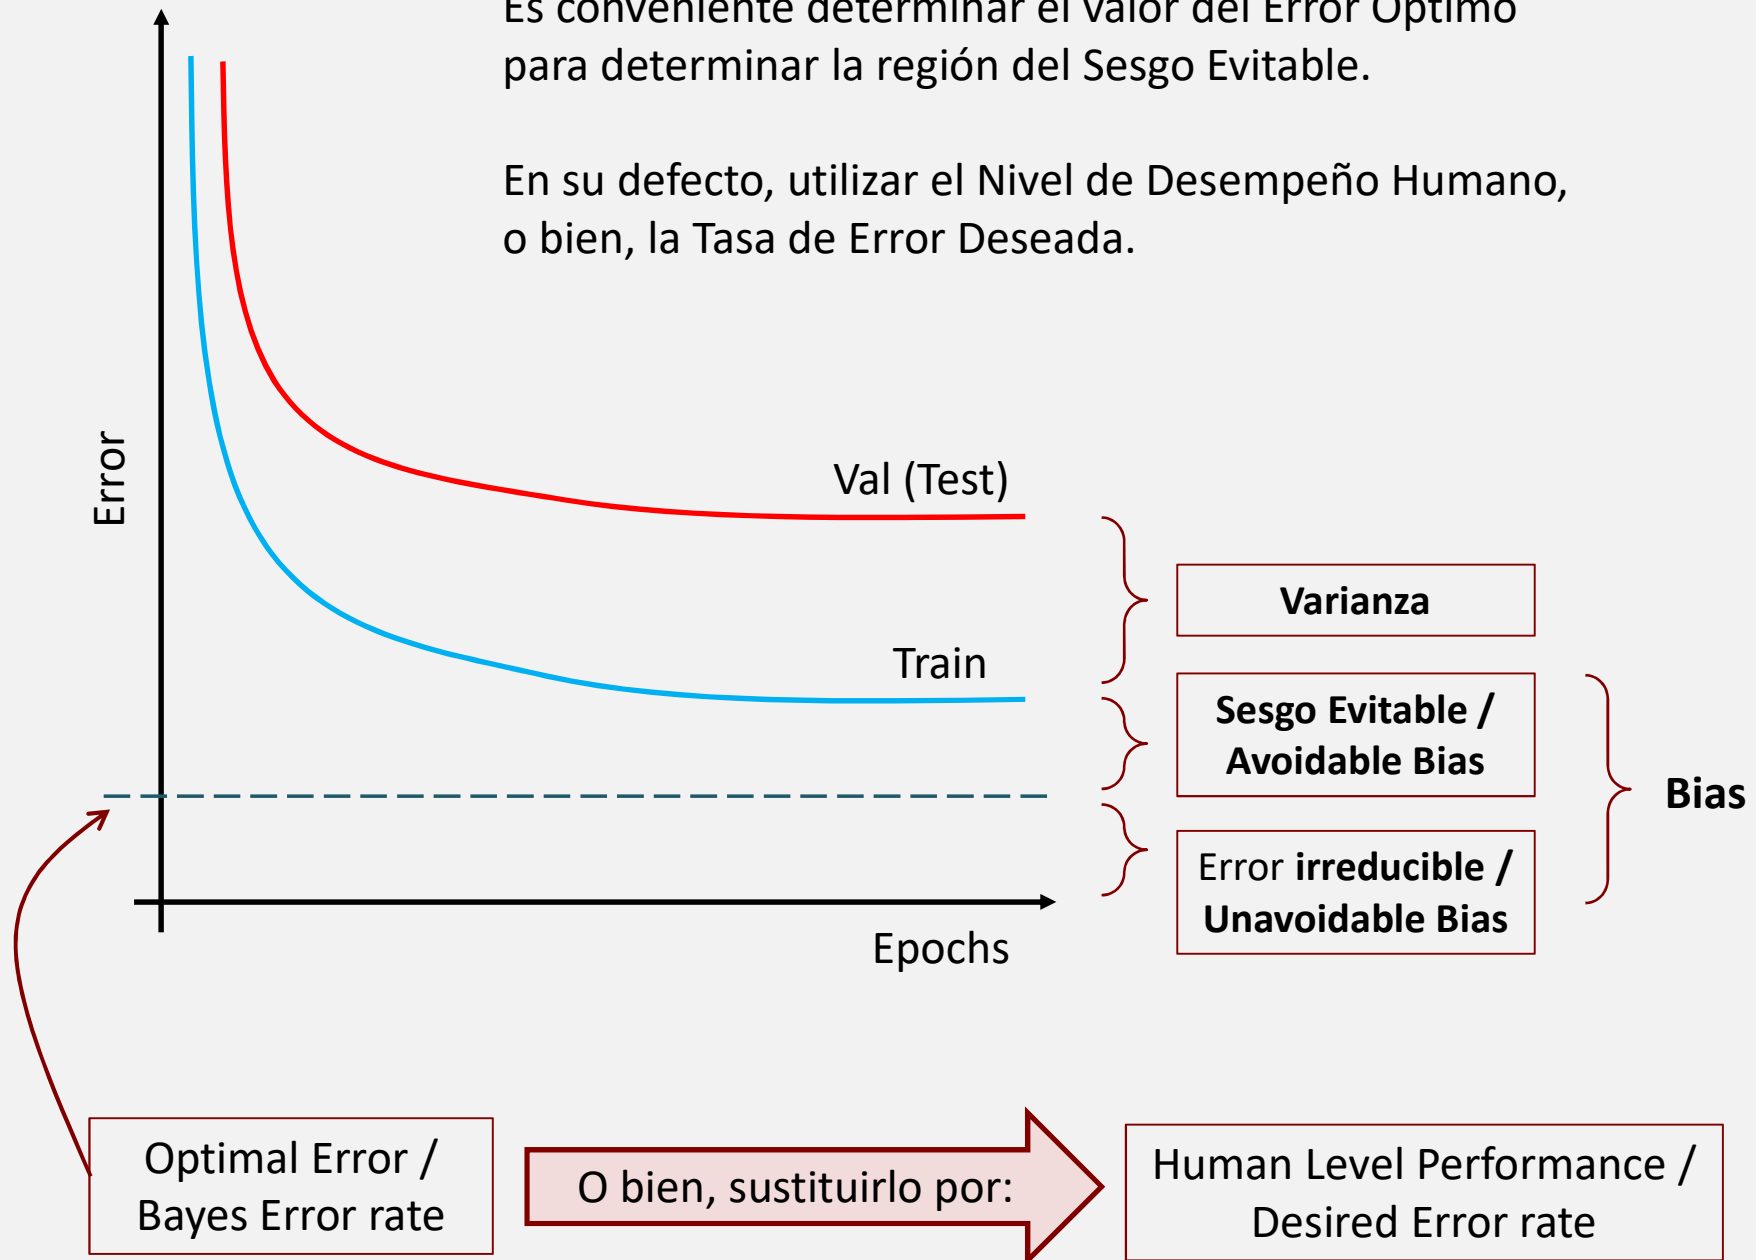 Es conveniente determinar el valor del Error Óptimo
para determinar la región del Sesgo Evitable.
En su defecto, utilizar el Nivel de Desempeño Humano,
o bien, la Tasa de Error Deseada.
Error
Val (Test)
Varianza
Train
Sesgo Evitable /
Avoidable Bias
Bias
Error irreducible /
Unavoidable Bias
Epochs
Optimal Error /
Bayes Error rate
O bien, sustituirlo por:
Human Level Performance /
Desired Error rate